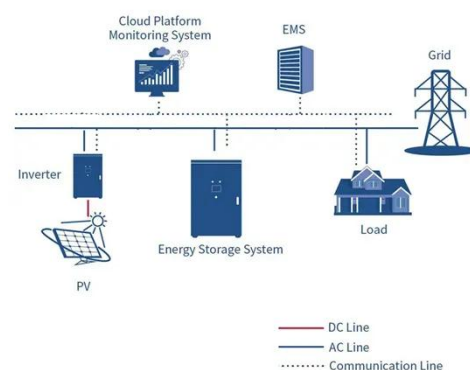 Cloud Platform
Monitoring System
EMS
Grid
Inverter
Energy Storage System
Load
PV
DC Line
AC Line
Communication Line